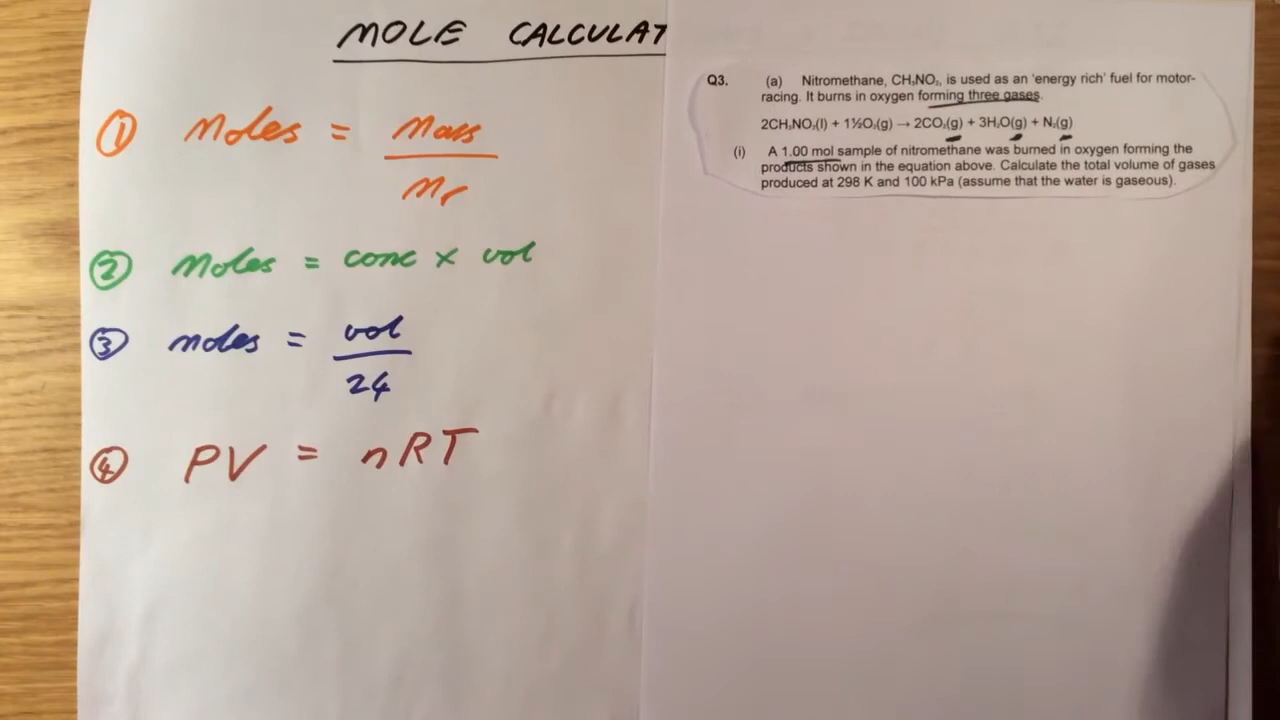 MOLE CALCULAT
① Moles = Mass
Mr
② Moles = conc × vol
③ moles = vol
24
④ PV = nRT
Q3. (a) Nitromethane, CH₃NO₂, is used as an ‘energy rich’ fuel for motor-
racing. It burns in oxygen forming three gases.
2CH₃NO₂(l) + 1½O₂(g) → 2CO₂(g) + 3H₂O(g) + N₂(g)
(i) A 1.00 mol sample of nitromethane was burned in oxygen forming the
products shown in the equation above. Calculate the total volume of gases
produced at 298 K and 100 kPa (assume that the water is gaseous).